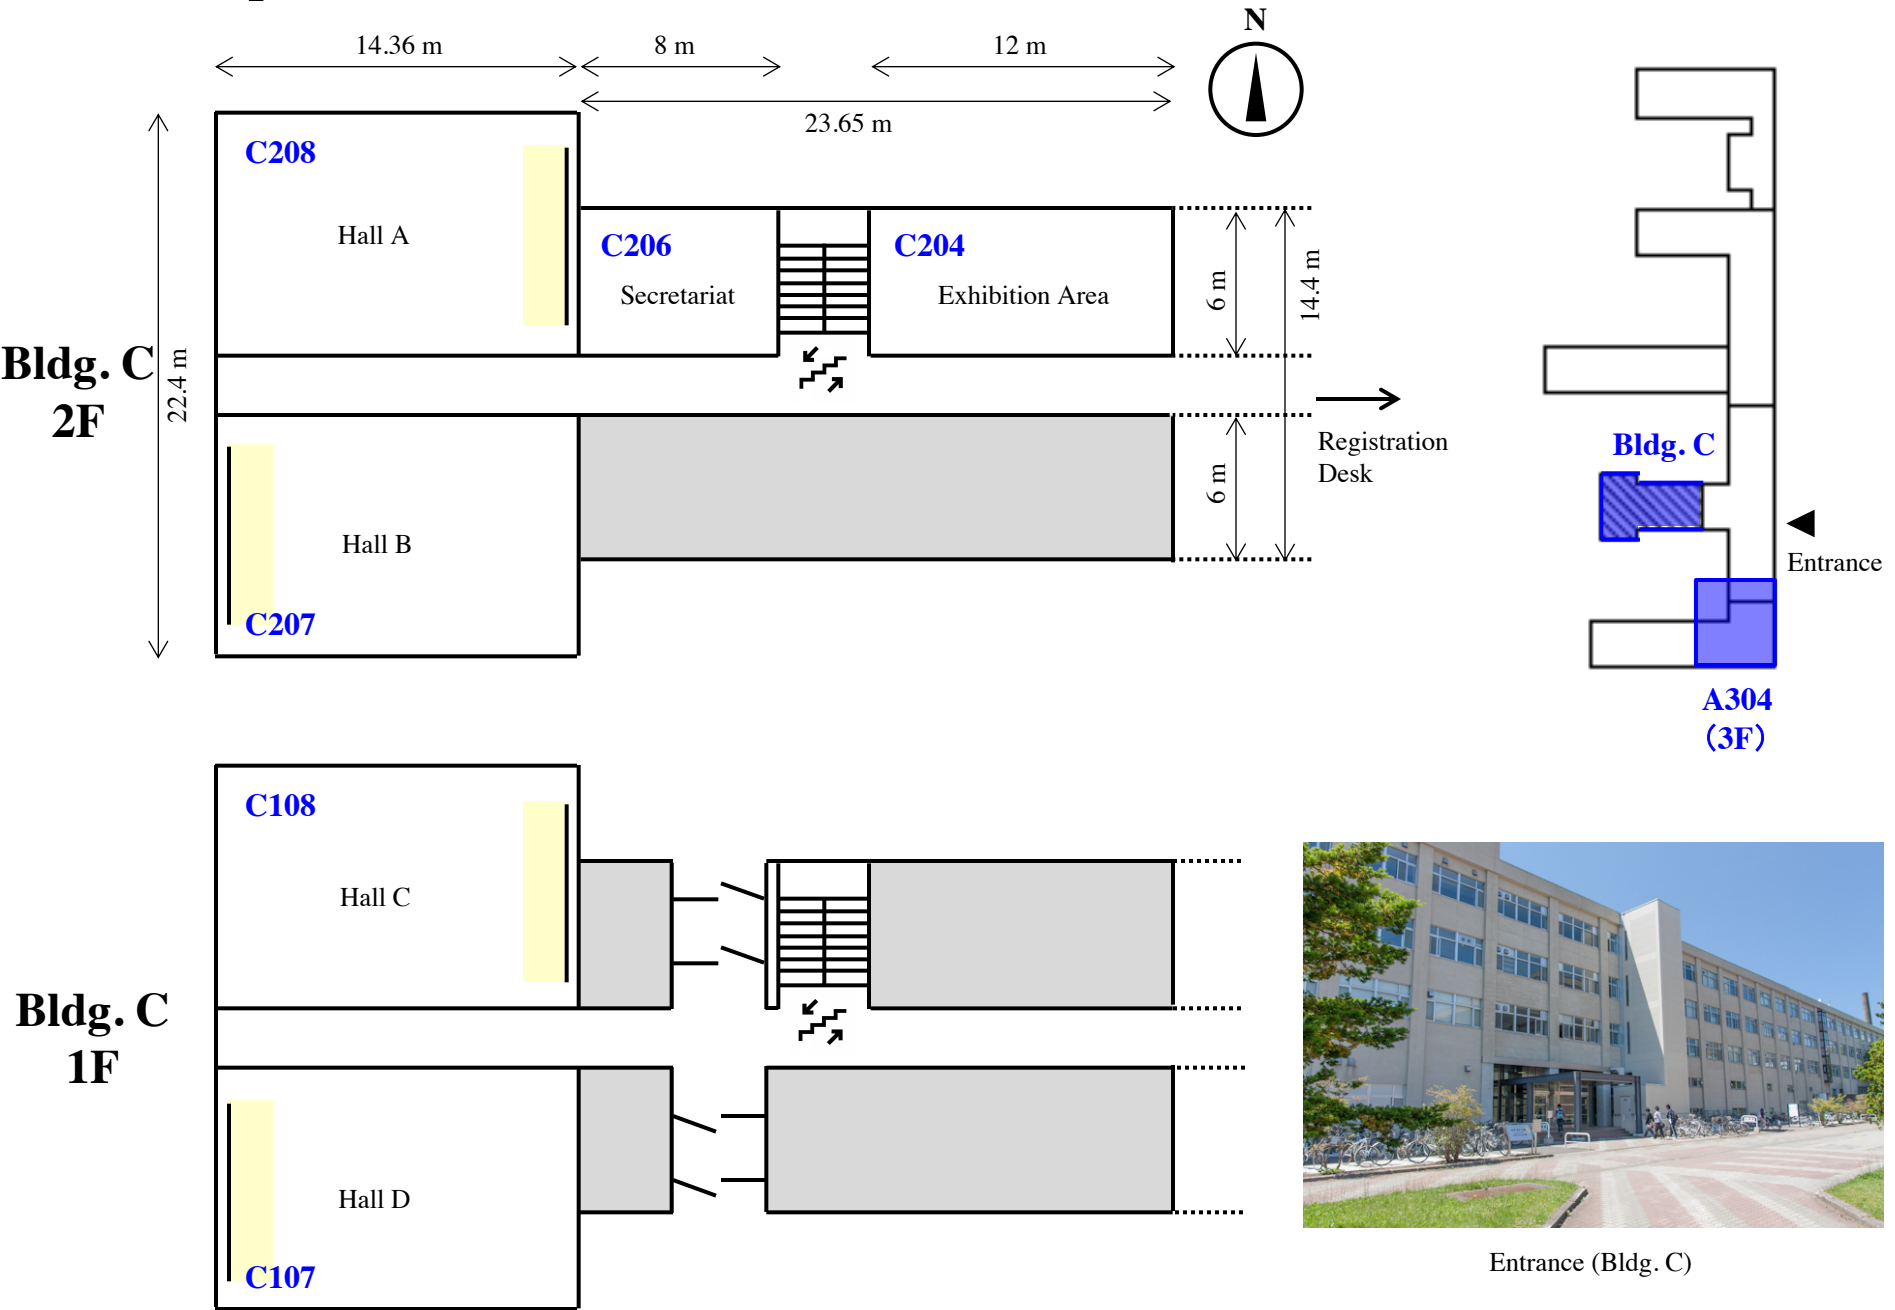 14.36 m
8 m
12 m
N
23.65 m
C208
Hall A
C206
Secretariat
C204
Exhibition Area
6 m
14.4 m
Bldg. C
2F
22.4 m
Registration
Desk
6 m
Hall B
C207
Bldg. C
Entrance
A304
(3F)
C108
Hall C
Bldg. C
1F
Hall D
C107
Entrance (Bldg. C)